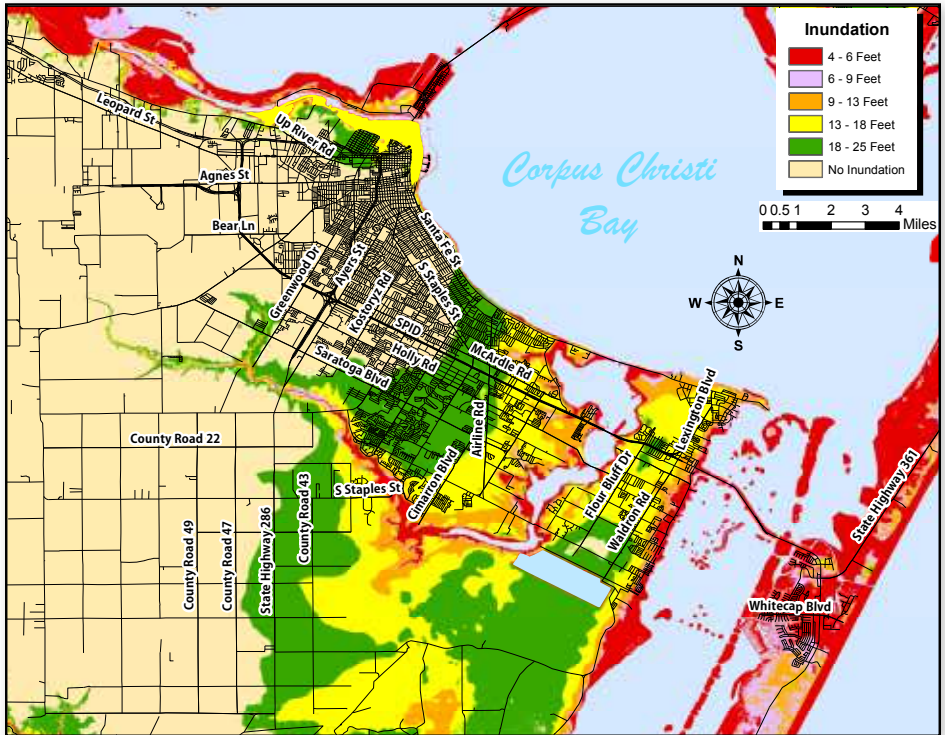 Inundation
4 - 6 Feet
6 - 9 Feet
9 - 13 Feet
13 - 18 Feet
18 - 25 Feet
No Inundation
0 0.5 1 2 3 4
Miles
N
W E
S
Corpus Christi
Bay
Leopard St
Up River Rd
Agnes St
Bear Ln
Santa Fe St
Greenwood Dr
Ayers St
Kostoryz Rd
S Staples St
SPID
Holly Rd
McArdle Rd
Saratoga Blvd
Lexington Blvd
Airline Rd
County Road 22
Cimarron Blvd
Flour Bluff Dr
State Highway 361
County Road 43
S Staples St
Waldron Rd
County Road 49
County Road 47
State Highway 286
Whitecap Blvd